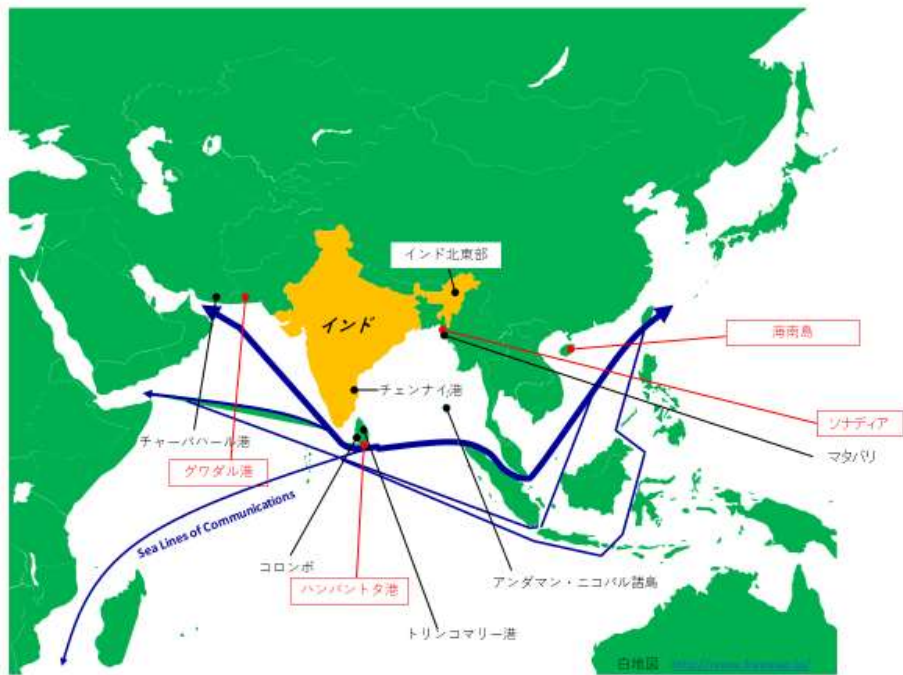 インド北東部
インド
海南島
チェンナイ港
ソナディア
チャーバハール港
マタバリ
グワダル港
Sea Lines of Communications
コロンボ
アンダマン・ニコバル諸島
ハンバントタ港
トリンコマリー港
白地図